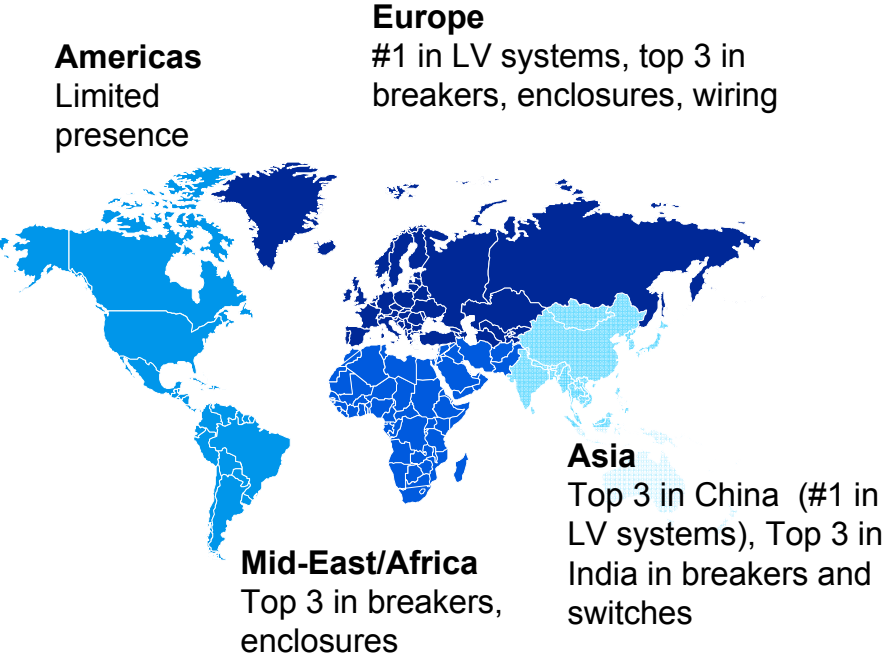 Europe
#1 in LV systems, top 3 in
breakers, enclosures, wiring
Americas
Limited
presence
Asia
Top 3 in China (#1 in
LV systems), Top 3 in
India in breakers and
switches
Mid-East/Africa
Top 3 in breakers,
enclosures